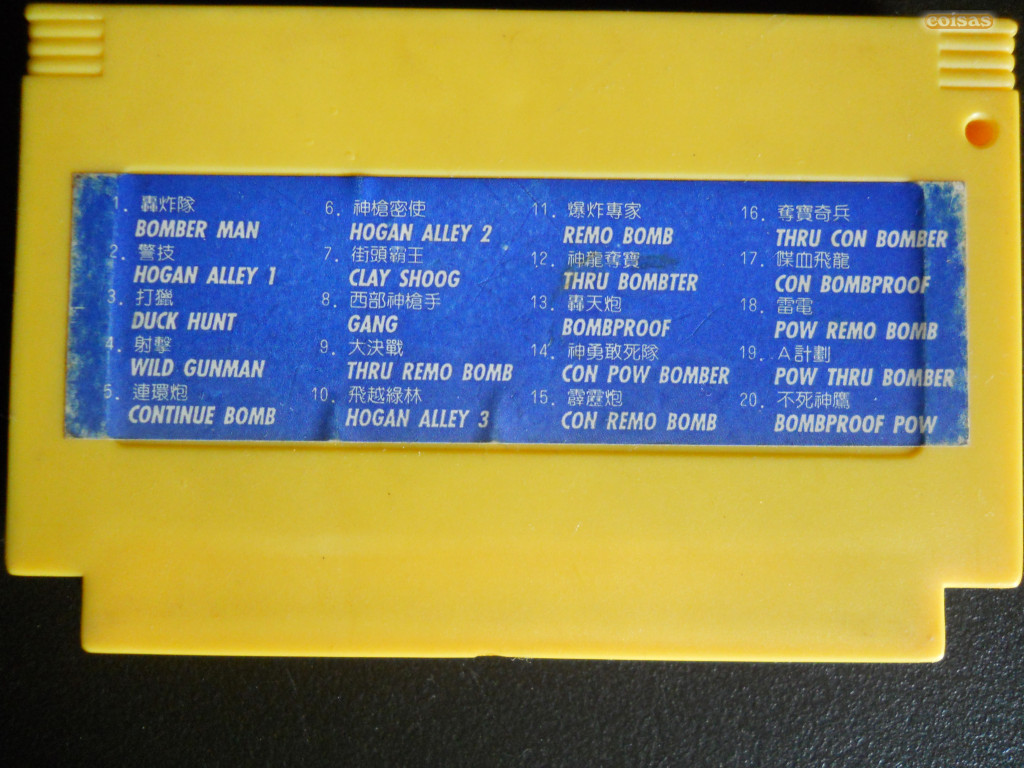 coisas
1. 轟炸隊
BOMBER MAN
2. 警技
HOGAN ALLEY 1
3. 打獵
DUCK HUNT
4. 射擊
WILD GUNMAN
5. 連環炮
CONTINUE BOMB
6. 神槍密使
HOGAN ALLEY 2
7. 街頭霸王
CLAY SHOOG
8. 西部神槍手
GANG
9. 大決戰
THRU REMO BOMB
10. 飛越綠林
HOGAN ALLEY 3
11. 爆炸專家
REMO BOMB
12. 神龍奪寶
THRU BOMBTER
13. 轟天炮
BOMBPROOF
14. 神勇敢死隊
CON POW BOMBER
15. 霹靂炮
CON REMO BOMB
16. 奪寶奇兵
THRU CON BOMBER
17. 喋血飛龍
CON BOMBPROOF
18. 雷電
POW REMO BOMB
19. A計劃
POW THRU BOMBER
20. 不死神鷹
BOMBPROOF POW